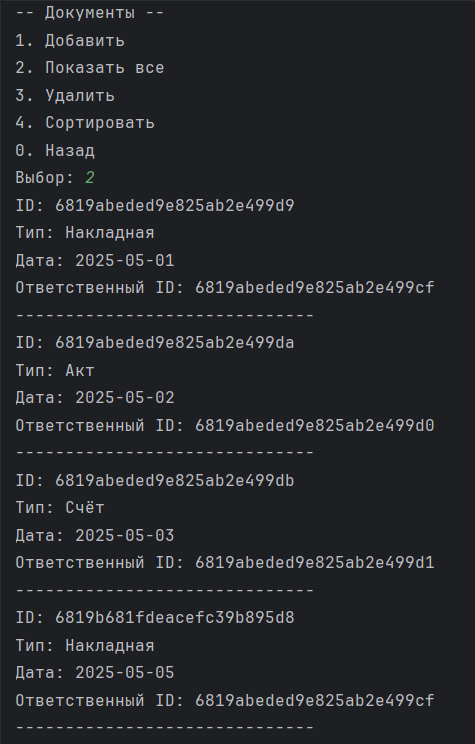 -- Документы --
1. Добавить
2. Показать все
3. Удалить
4. Сортировать
0. Назад
Выбор: 2
ID: 6819abeded9e825ab2e499d9
Тип: Накладная
Дата: 2025-05-01
Ответственный ID: 6819abeded9e825ab2e499cf
------------------------------
ID: 6819abeded9e825ab2e499da
Тип: Акт
Дата: 2025-05-02
Ответственный ID: 6819abeded9e825ab2e499d0
------------------------------
ID: 6819abeded9e825ab2e499db
Тип: Счёт
Дата: 2025-05-03
Ответственный ID: 6819abeded9e825ab2e499d1
------------------------------
ID: 6819b681fdeacefc39b895d8
Тип: Накладная
Дата: 2025-05-05
Ответственный ID: 6819abeded9e825ab2e499cf
------------------------------